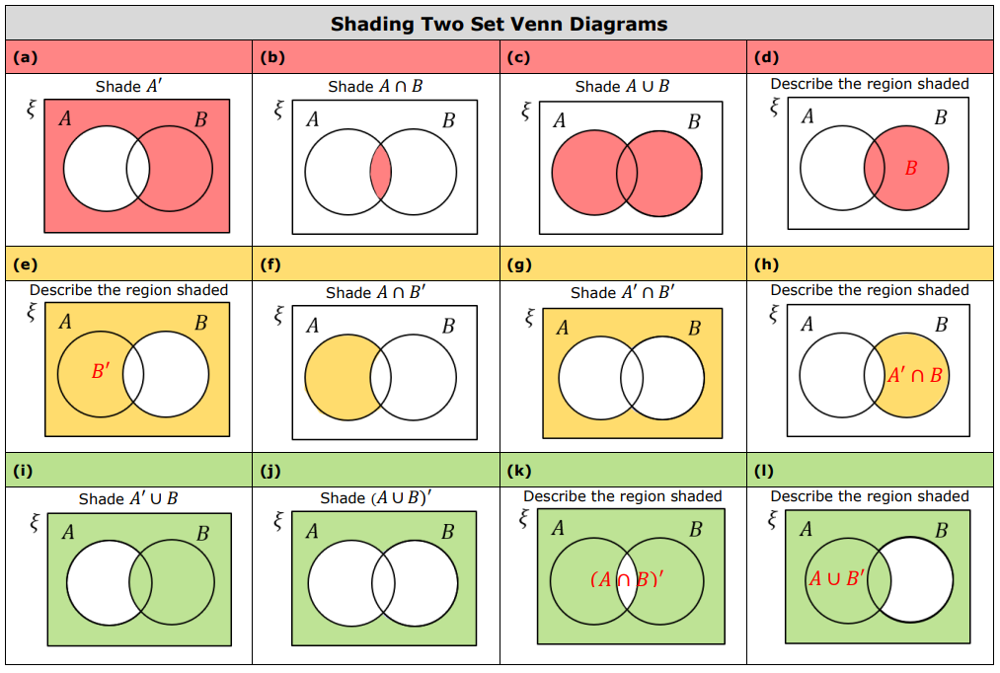 Shading Two Set Venn Diagrams
(a) (b) (c) (d)
Shade A′ Shade A ∩ B Shade A ∪ B Describe the region shaded
ξ A B ξ A B ξ A B ξ A B
B
(e) (f) (g) (h)
Describe the region shaded Shade A ∩ B′ Shade A′ ∩ B′ Describe the region shaded
ξ A B ξ A B ξ A B ξ A B
B′ A′ ∩ B
(i) (j) (k) (l)
Shade A′ ∪ B Shade (A ∪ B)′ Describe the region shaded Describe the region shaded
ξ A B ξ A B ξ A B ξ A B
(A ∩ B)′ A ∪ B′